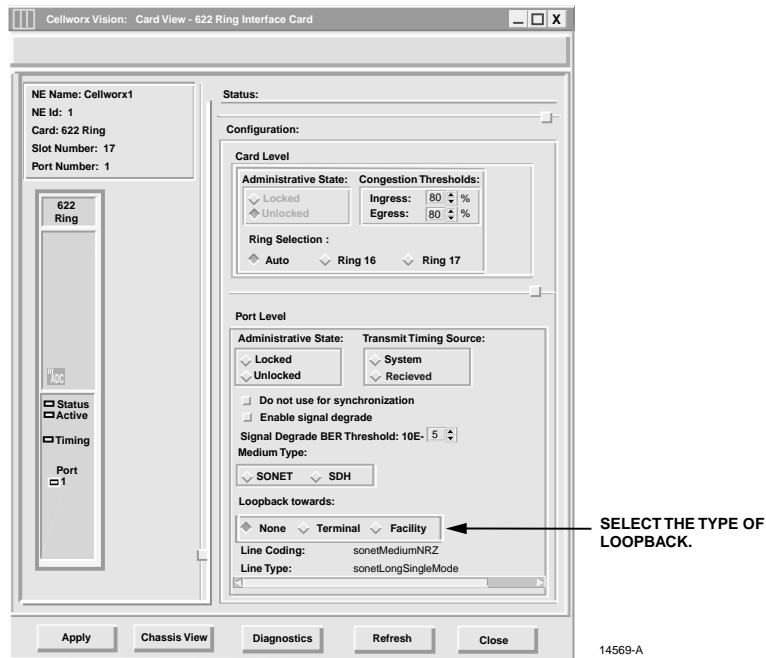 Cellworx Vision: Card View - 622 Ring Interface Card
X
NE Name: Cellworx1
NE Id: 1
Card: 622 Ring
Slot Number: 17
Port Number: 1
622
Ring
ADC
Status
Active
Timing
Port
1
Status:
Configuration:
Card Level
Administrative State: Congestion Thresholds:
Locked Ingress: 80 %
Unlocked Egress: 80 %
Ring Selection :
Auto Ring 16 Ring 17
Port Level
Administrative State: Transmit Timing Source:
Locked System
Unlocked Recieved
Do not use for synchronization
Enable signal degrade
Signal Degrade BER Threshold: 10E- 5
Medium Type:
SONET SDH
Loopback towards:
None Terminal Facility
Line Coding: sonetMediumNRZ
Line Type: sonetLongSingleMode
SELECT THE TYPE OF
LOOPBACK.
Apply Chassis View Diagnostics Refresh Close
14569-A